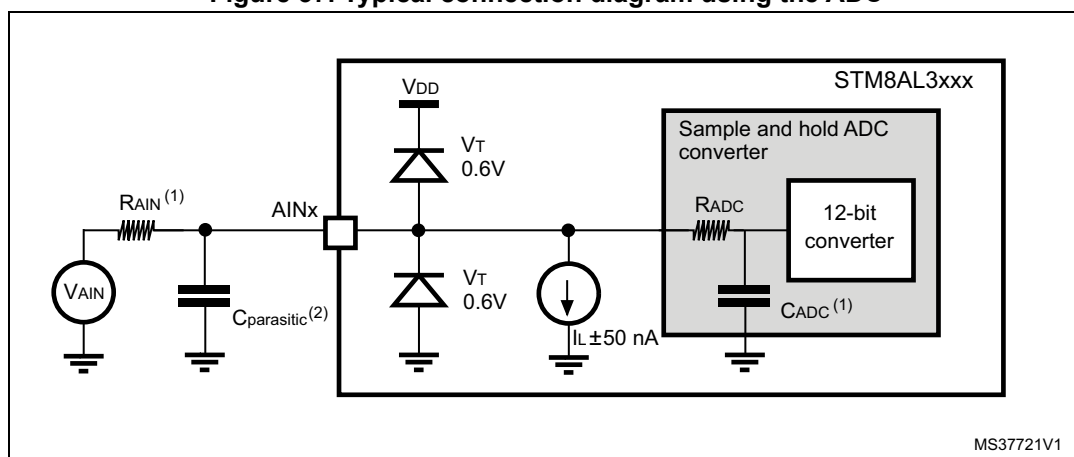 Figure 37. Typical connection diagram using the ADC
STM8AL3xxx
VDD
Sample and hold ADC
converter
VT
0.6V
RAIN(1)
AINx
RADC
12-bit
converter
VAIN
Cparasitic(2)
VT
0.6V
IL±50 nA
CADC(1)
MS37721V1